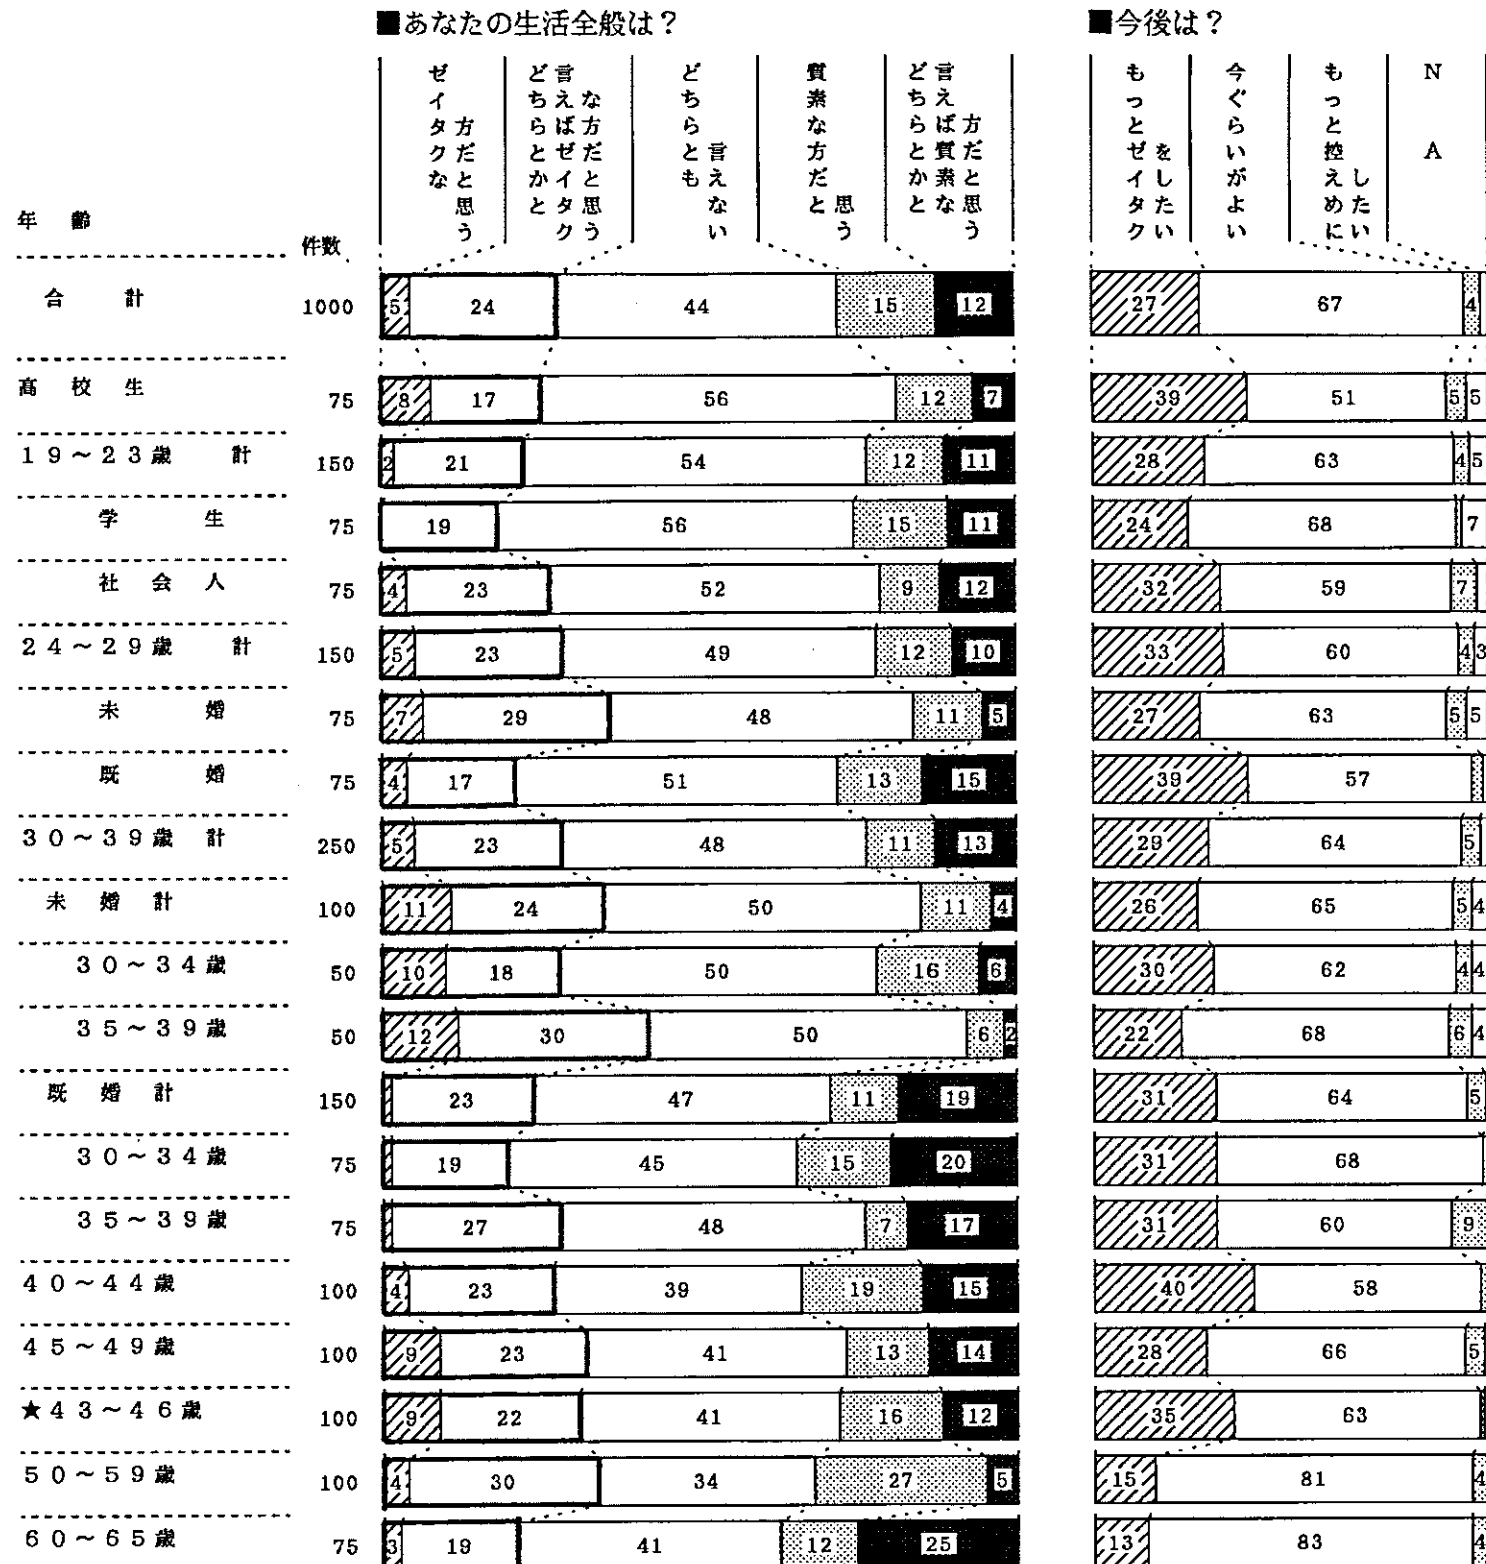 ■あなたの生活全般は？
■今後は？
ゼイタクな
方だと思う
どちらとかと
言えばゼイタク
な方だと思う
どちらとも
言えない
質素な方だと
思う
どちらとかと
言えば質素な
方だと思う
もっとゼイタク
をしたい
今ぐらいがよい
もっと控えめに
したい
N A
年 齢
件数
合 計 1000 5 24 44 15 12 27 67 4
高 校 生 75 8 17 56 12 7 39 51 5 5
19～23歳 計 150 2 21 54 12 11 28 63 4 5
学 生 75 19 56 15 11 24 68 7
社 会 人 75 4 23 52 9 12 32 59 7
24～29歳 計 150 5 23 49 12 10 33 60 4 3
未 婚 75 7 29 48 11 5 27 63 5 5
既 婚 75 4 17 51 13 15 39 57
30～39歳 計 250 5 23 48 11 13 29 64 5
未 婚 計 100 11 24 50 11 4 26 65 5 4
30～34歳 50 10 18 50 16 6 30 62 4 4
35～39歳 50 12 30 50 6 2 22 68 6 4
既 婚 計 150 23 47 11 19 31 64 5
30～34歳 75 19 45 15 20 31 68
35～39歳 75 27 48 7 17 31 60 9
40～44歳 100 4 23 39 19 15 40 58
45～49歳 100 9 23 41 13 14 28 66 5
★43～46歳 100 9 22 41 16 12 35 63
50～59歳 100 4 30 34 27 5 15 81 4
60～65歳 75 3 19 41 12 25 13 83 4